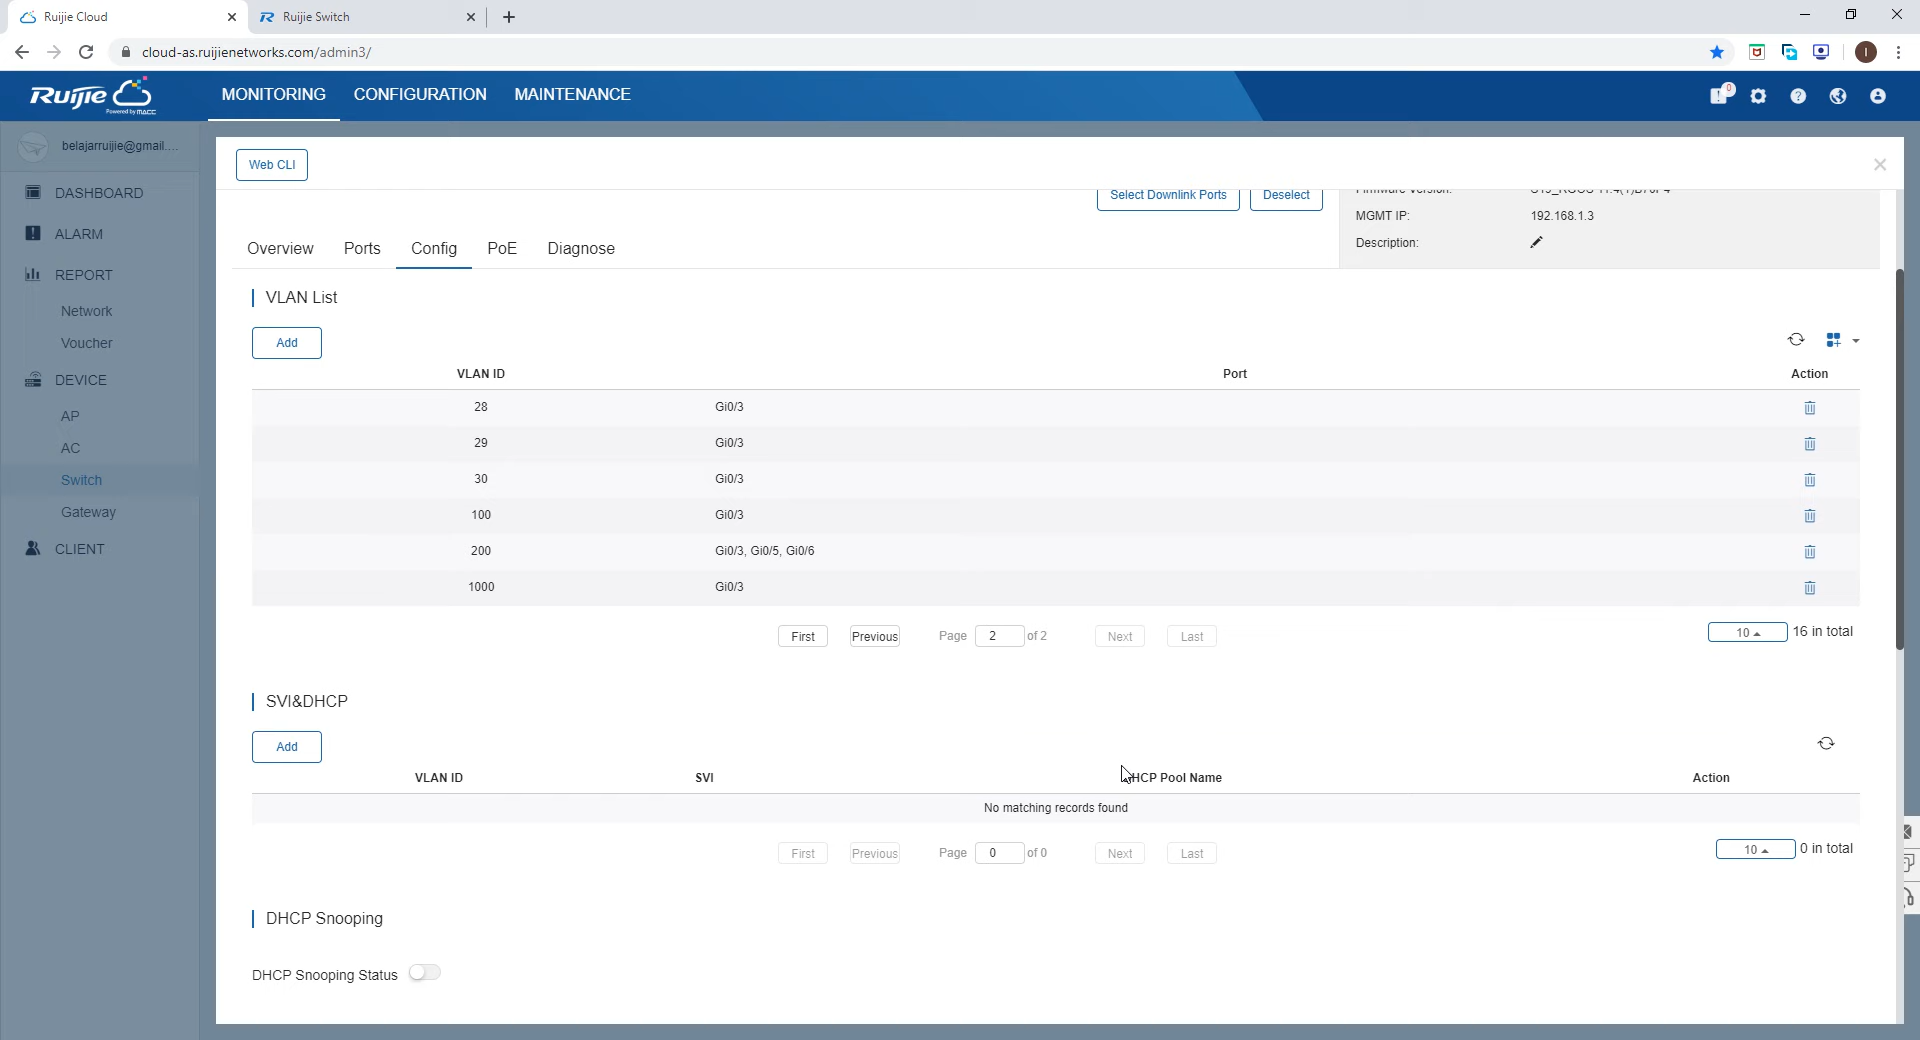 Ruijie Cloud
Ruijie Switch
cloud-as.ruijienetworks.com/admin3/
Ruijie
Powered by MACC
MONITORING CONFIGURATION MAINTENANCE
0
I
belajarruijie@gmail....
DASHBOARD
ALARM
REPORT
Network
Voucher
DEVICE
AP
AC
Switch
Gateway
CLIENT
Web CLI
Select Downlink Ports Deselect
MGMT IP: 192.168.1.3
Description:
Overview Ports Config PoE Diagnose
VLAN List
Add
VLAN ID Port Action
28 Gi0/3
29 Gi0/3
30 Gi0/3
100 Gi0/3
200 Gi0/3, Gi0/5, Gi0/6
1000 Gi0/3
First Previous Page 2 of 2 Next Last 10 16 in total
SVI&DHCP
Add
VLAN ID SVI DHCP Pool Name Action
No matching records found
First Previous Page 0 of 0 Next Last 10 0 in total
DHCP Snooping
DHCP Snooping Status